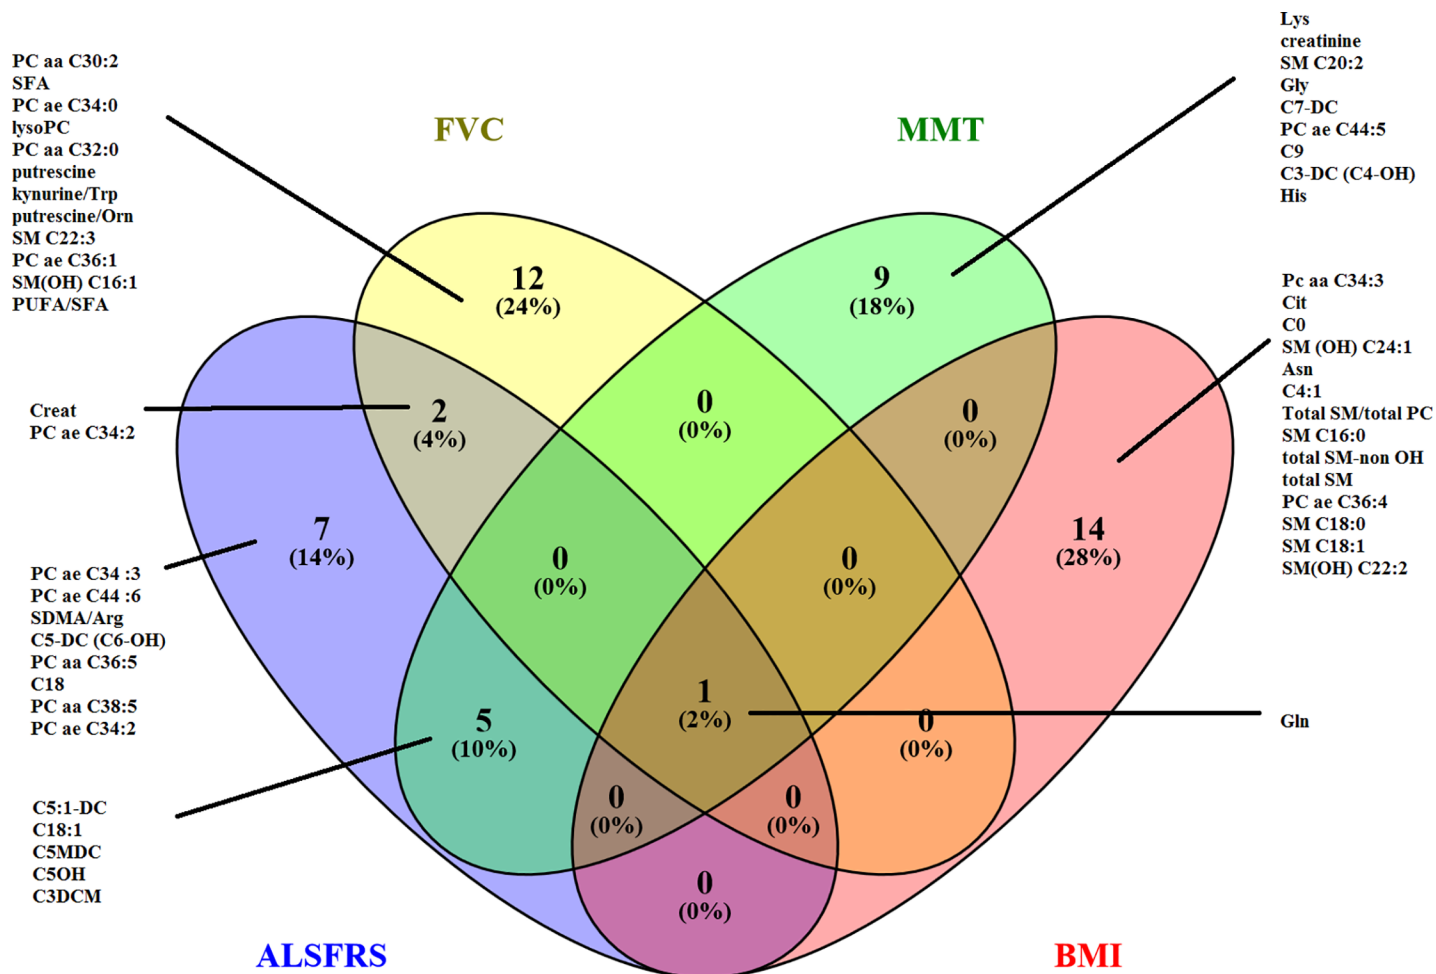 PC aa C30:2
SFA
PC ae C34:0
lysoPC
PC aa C32:0
putrescine
kynurine/Trp
putrescine/Orn
SM C22:3
PC ae C36:1
SM(OH) C16:1
PUFA/SFA
FVC
MMT
Lys
creatinine
SM C20:2
Gly
C7-DC
PC ae C44:5
C9
C3-DC (C4-OH)
His
12
(24%)
9
(18%)
Pc aa C34:3
Cit
C0
SM (OH) C24:1
Asn
C4:1
Total SM/total PC
SM C16:0
total SM-non OH
total SM
PC ae C36:4
SM C18:0
SM C18:1
SM(OH) C22:2
Creat
PC ae C34:2
2
(4%)
0
(0%)
0
(0%)
7
(14%)
0
(0%)
0
(0%)
14
(28%)
PC ae C34 :3
PC ae C44 :6
SDMA/Arg
C5-DC (C6-OH)
PC aa C36:5
C18
PC aa C38:5
PC ae C34:2
5
(10%)
1
(2%)
0
(0%)
Gln
C5:1-DC
C18:1
C5MDC
C5OH
C3DCM
0
(0%)
0
(0%)
0
(0%)
ALSFRS
BMI